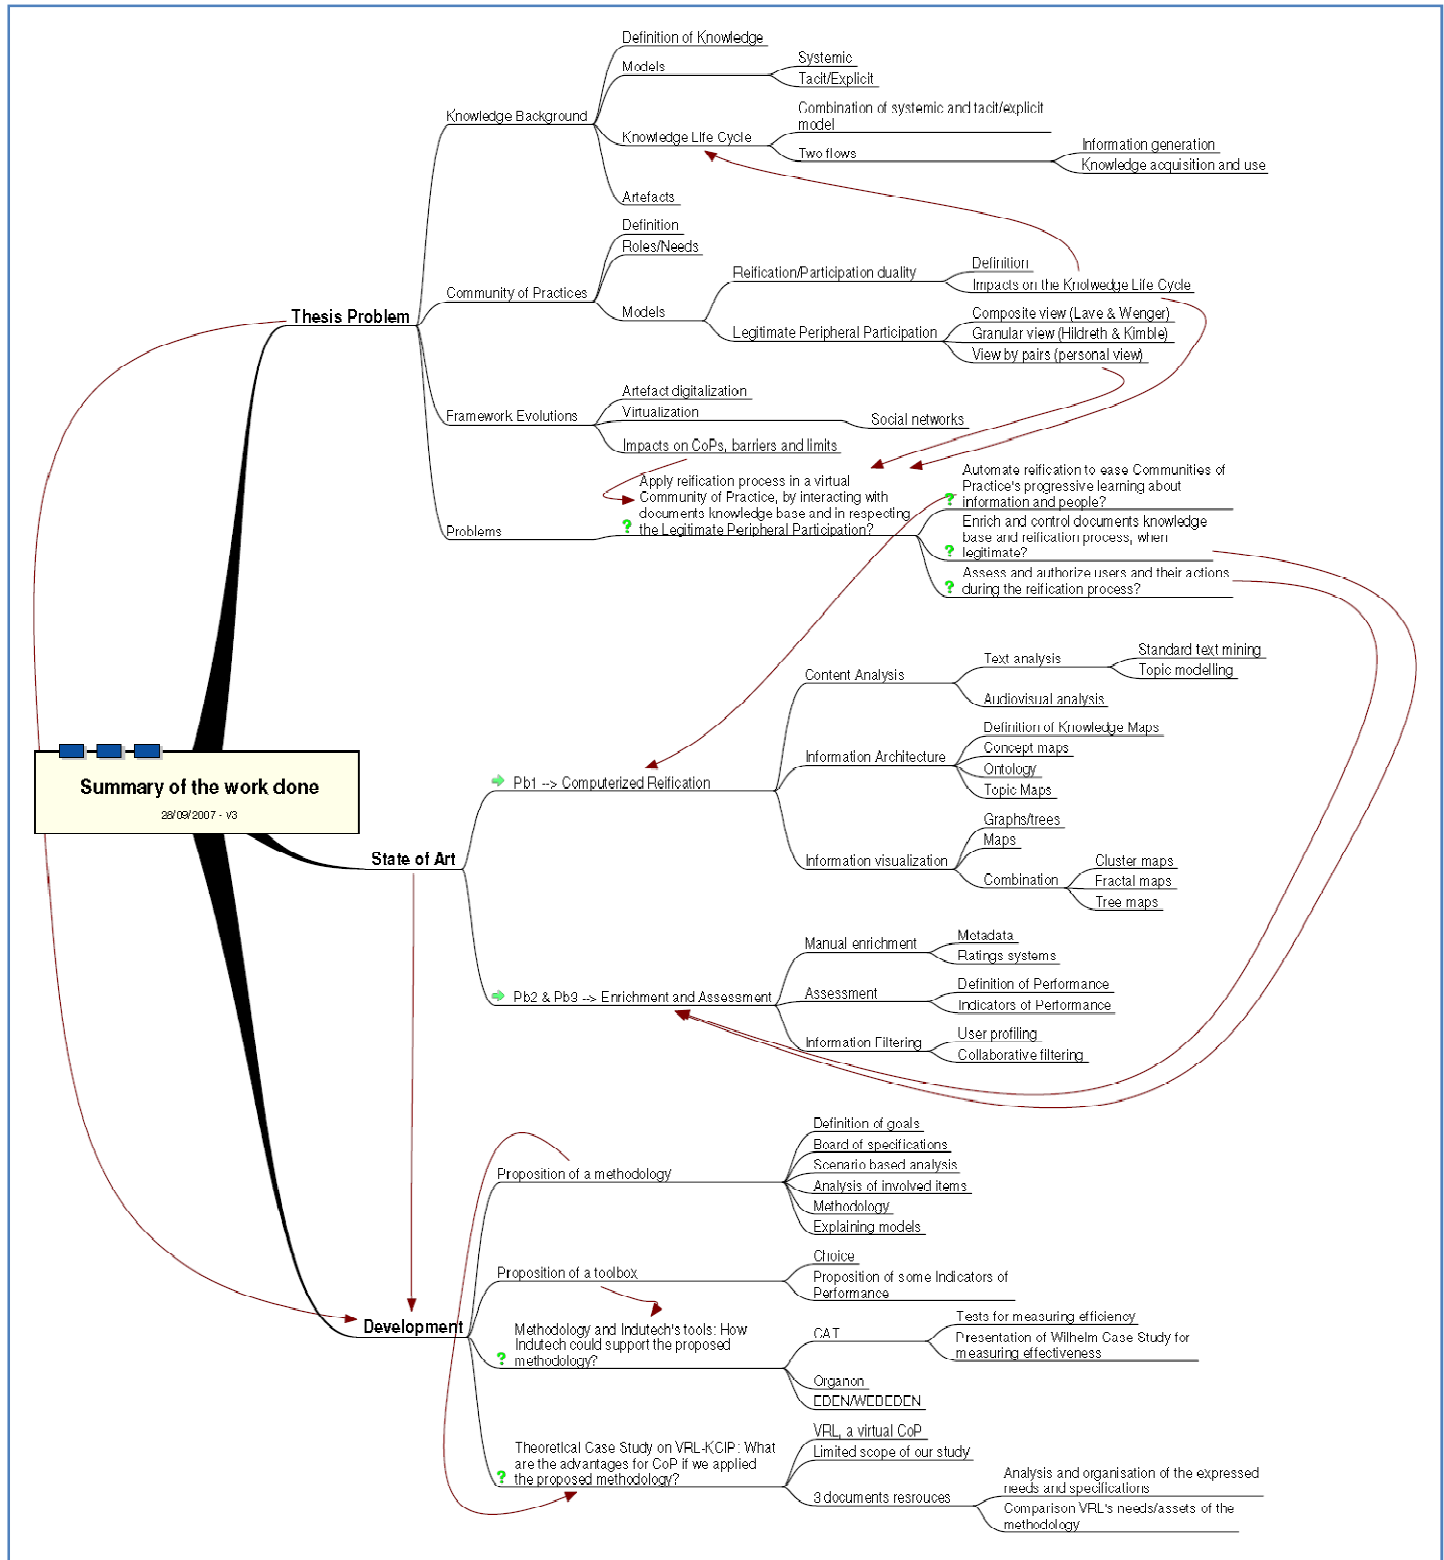 Definition of Knowledge
Models
Systemic
Tacit/Explicit
Knowledge Background
Combination of systemic and tacit/explicit
model
Knowledge Life Cycle
Two flows
Information generation
Knowledge acquisition and use
Artefacts
Definition
Roles/Needs
Reification/Participation duality
Definition
Impacts on the Knolwedge Life Cycle
Community of Practices
Models
Thesis Problem
Legitimate Peripheral Participation
Composite view (Lave & Wenger)
Granular view (Hildreth & Kimble)
View by pairs (personal view)
Artefact digitalization
Framework Evolutions
Virtualization
Social networks
Impacts on CoPs, barriers and limits
Problems
? Apply reification process in a virtual
Community of Practice, by interacting with
documents knowledge base and in respecting
the Legitimate Peripheral Participation?
? Automate reification to ease Communities of
Practice's progressive learning about
information and people?
? Enrich and control documents knowledge
base and reification process, when
legitimate?
? Assess and authorize users and their actions
during the reification process?
Summary of the work done
28/09/2007 - V3
State of Art
Pb1 --> Computerized Reification
Content Analysis
Text analysis
Standard text mining
Topic modelling
Audiovisual analysis
Information Architecture
Definition of Knowledge Maps
Concept maps
Ontology
Topic Maps
Information visualization
Graphs/trees
Maps
Combination
Cluster maps
Fractal maps
Tree maps
Pb2 & Pb3 --> Enrichment and Assessment
Manual enrichment
Metadata
Ratings systems
Assessment
Definition of Performance
Indicators of Performance
Information Filtering
User profiling
Collaborative filtering
Development
Proposition of a methodology
Definition of goals
Board of specifications
Scenario based analysis
Analysis of involved items
Methodology
Explaining models
Proposition of a toolbox
Choice
Proposition of some Indicators of
Performance
? Methodology and Indutech's tools: How
Indutech could support the proposed
methodology?
CAT
Tests for measuring efficiency
Presentation of Wilhelm Case Study for
measuring effectiveness
Organon
EDEN/WEBEDEN
? Theoretical Case Study on VRL-KCIP: What
are the advantages for CoP if we applied
the proposed methodology?
VRL, a virtual CoP
Limited scope of our study
3 documents resrouces
Analysis and organisation of the expressed
needs and specifications
Comparison VRL's needs/assets of the
methodology